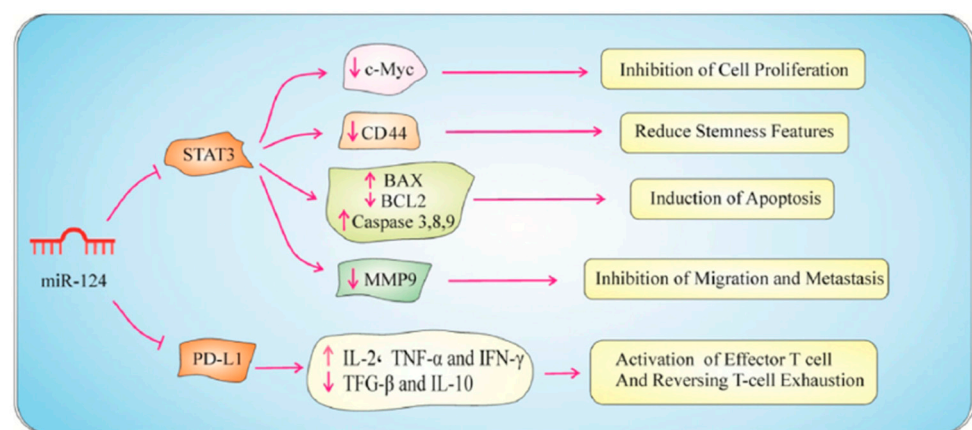 c-Myc
Inhibition of Cell Proliferation
STAT3
CD44
Reduce Stemness Features
BAX
BCL2
Caspase 3,8,9
Induction of Apoptosis
miR-124
MMP9
Inhibition of Migration and Metastasis
PD-L1
IL-2، TNF-α and IFN-γ
TFG-β and IL-10
Activation of Effector T cell
And Reversing T-cell Exhaustion